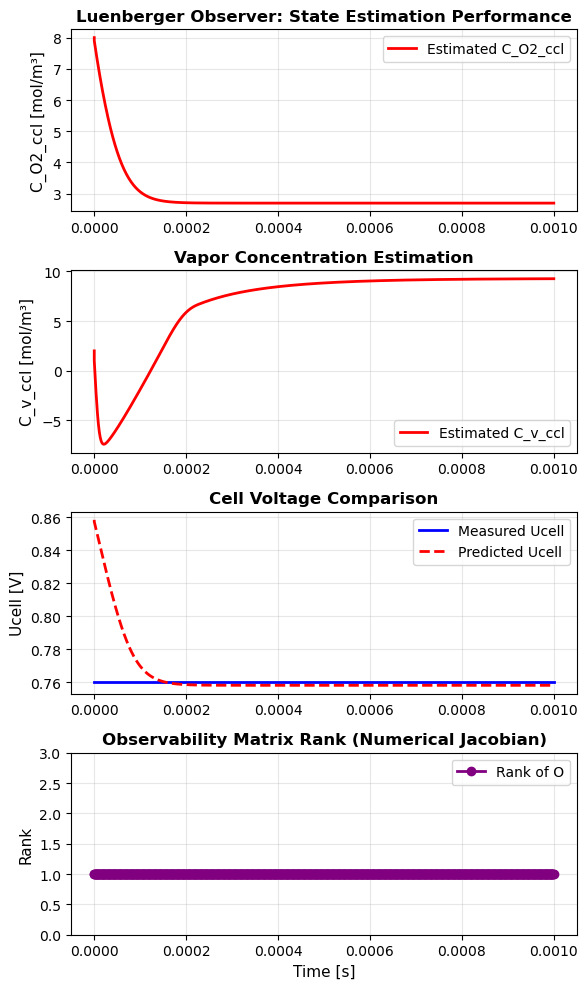 Luenberger Observer: State Estimation Performance
C_O2_ccl [mol/m³]
8
7
6
5
4
3
Estimated C_O2_ccl
0.0000 0.0002 0.0004 0.0006 0.0008 0.0010
Vapor Concentration Estimation
C_v_ccl [mol/m³]
10
5
0
−5
Estimated C_v_ccl
0.0000 0.0002 0.0004 0.0006 0.0008 0.0010
Cell Voltage Comparison
Ucell [V]
0.86
0.84
0.82
0.80
0.78
0.76
Measured Ucell
Predicted Ucell
0.0000 0.0002 0.0004 0.0006 0.0008 0.0010
Observability Matrix Rank (Numerical Jacobian)
Rank
3.0
2.5
2.0
1.5
1.0
0.5
0.0
Rank of O
0.0000 0.0002 0.0004 0.0006 0.0008 0.0010
Time [s]